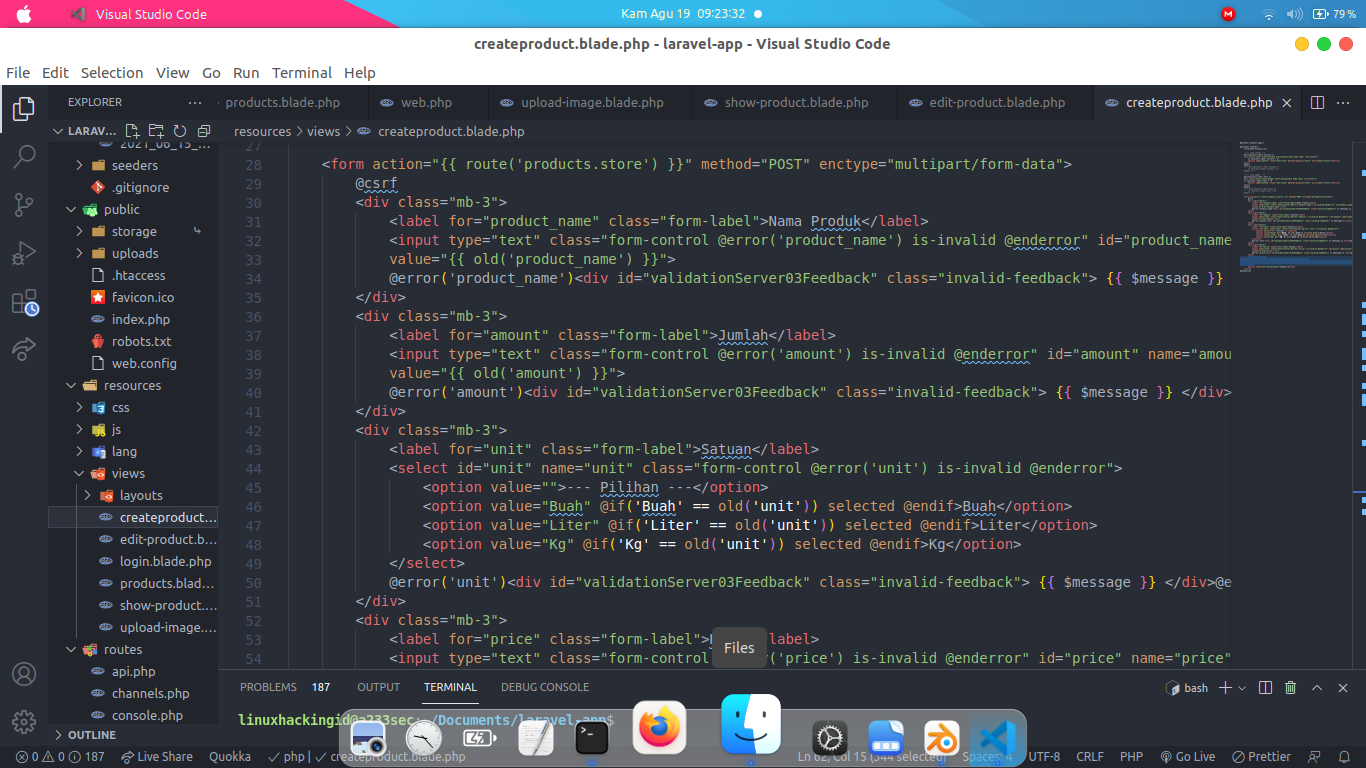 Visual Studio Code
Kam Agu 19 09:23:32
79 %
createproduct.blade.php - laravel-app - Visual Studio Code
File Edit Selection View Go Run Terminal Help
EXPLORER
products.blade.php
web.php
upload-image.blade.php
show-product.blade.php
edit-product.blade.php
createproduct.blade.php
LARAV...
resources > views > createproduct.blade.php
2021_06_15_...
seeders
.gitignore
public
storage
uploads
.htaccess
favicon.ico
index.php
robots.txt
web.config
resources
css
js
lang
views
layouts
createproduct....
edit-product.b...
login.blade.php
products.blad...
show-product....
upload-image....
routes
api.php
channels.php
console.php
OUTLINE
27
28 <form action="{{ route('products.store') }}" method="POST" enctype="multipart/form-data">
29 @csrf
30 <div class="mb-3">
31 <label for="product_name" class="form-label">Nama Produk</label>
32 <input type="text" class="form-control @error('product_name') is-invalid @enderror" id="product_name
33 value="{{ old('product_name') }}">
34 @error('product_name')<div id="validationServer03Feedback" class="invalid-feedback"> {{ $message }}
35 </div>
36 <div class="mb-3">
37 <label for="amount" class="form-label">Jumlah</label>
38 <input type="text" class="form-control @error('amount') is-invalid @enderror" id="amount" name="amou
39 value="{{ old('amount') }}">
40 @error('amount')<div id="validationServer03Feedback" class="invalid-feedback"> {{ $message }} </div>
41 </div>
42 <div class="mb-3">
43 <label for="unit" class="form-label">Satuan</label>
44 <select id="unit" name="unit" class="form-control @error('unit') is-invalid @enderror">
45 <option value="">--- Pilihan ---</option>
46 <option value="Buah" @if('Buah' == old('unit')) selected @endif>Buah</option>
47 <option value="Liter" @if('Liter' == old('unit')) selected @endif>Liter</option>
48 <option value="Kg" @if('Kg' == old('unit')) selected @endif>Kg</option>
49 </select>
50 @error('unit')<div id="validationServer03Feedback" class="invalid-feedback"> {{ $message }} </div>@e
51 </div>
52 <div class="mb-3">
53 <label for="price" class="form-label"> label>
54 <input type="text" class="form-control ('price') is-invalid @enderror" id="price" name="price"
Files
PROBLEMS 187 OUTPUT TERMINAL DEBUG CONSOLE
bash
linuxhackingid@a233sec:~/Documents/laravel-app$
0 0 187 Live Share Quokka php createproduct.blade.php
Ln 62, Col 15 (544 selected) Spaces: 4 UTF-8 CRLF PHP Go Live Prettier